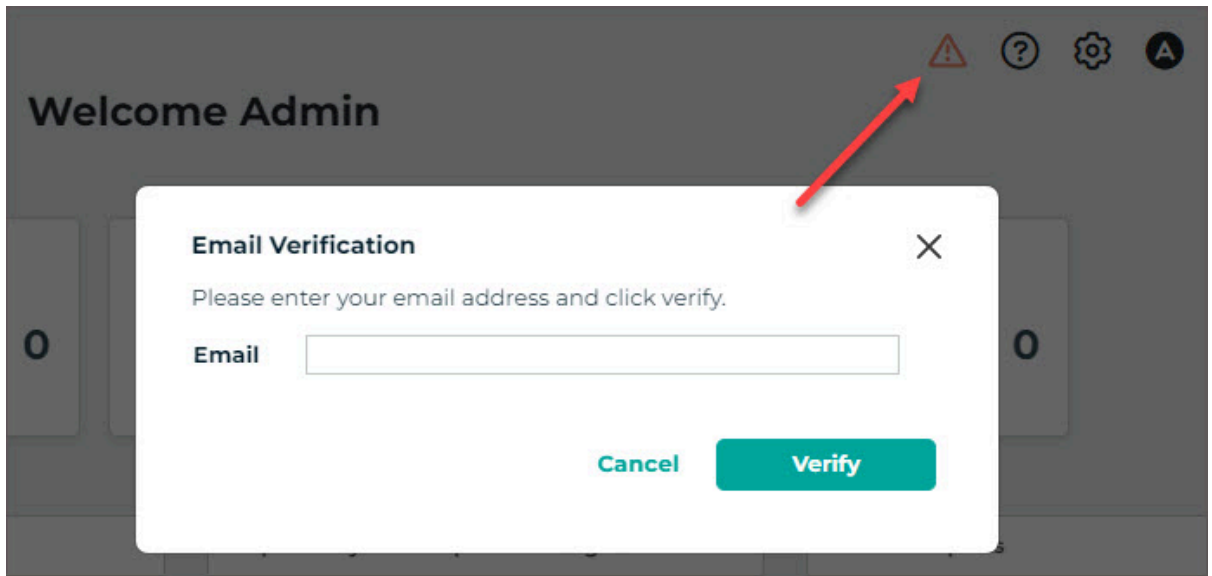 Welcome Admin
A
Email Verification
Please enter your email address and click verify.
0
Email
0
Cancel
Verify